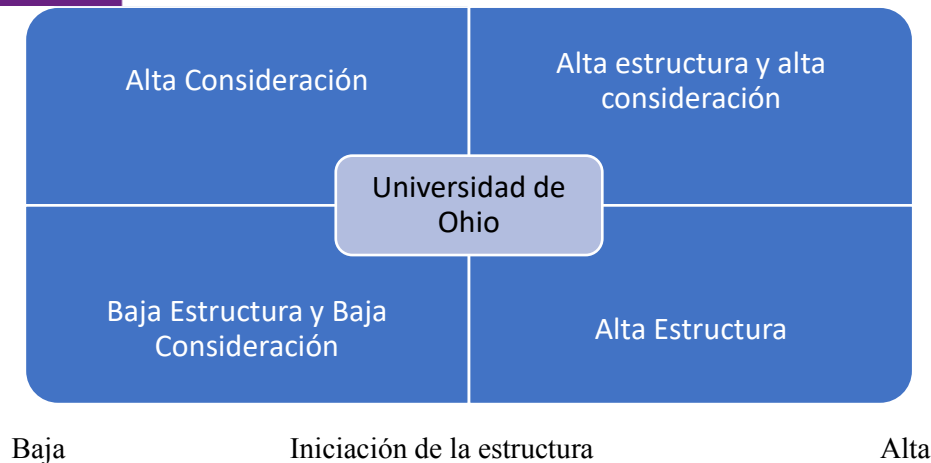 Alta Consideración
Alta estructura y alta
consideración
Universidad de
Ohio
Baja Estructura y Baja
Consideración
Alta Estructura
Baja Iniciación de la estructura Alta